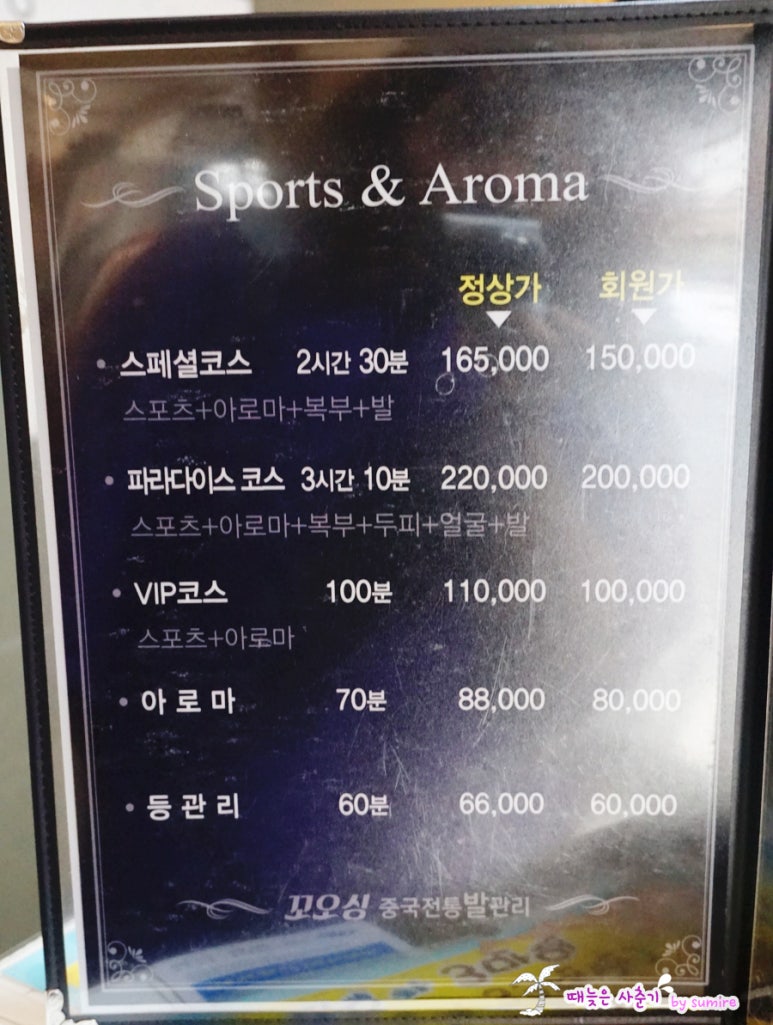 Sports & Aroma
정상가 회원가
• 스페셜코스 2시간 30분 165,000 150,000
스포츠+아로마+복부+발
• 파라다이스 코스 3시간 10분 220,000 200,000
스포츠+아로마+복부+두피+얼굴+발
• VIP코스 100분 110,000 100,000
스포츠+아로마
• 아 로 마 70분 88,000 80,000
• 등 관 리 60분 66,000 60,000
꼬오싱 중국전통발관리
때늦은 사춘기 by sumire